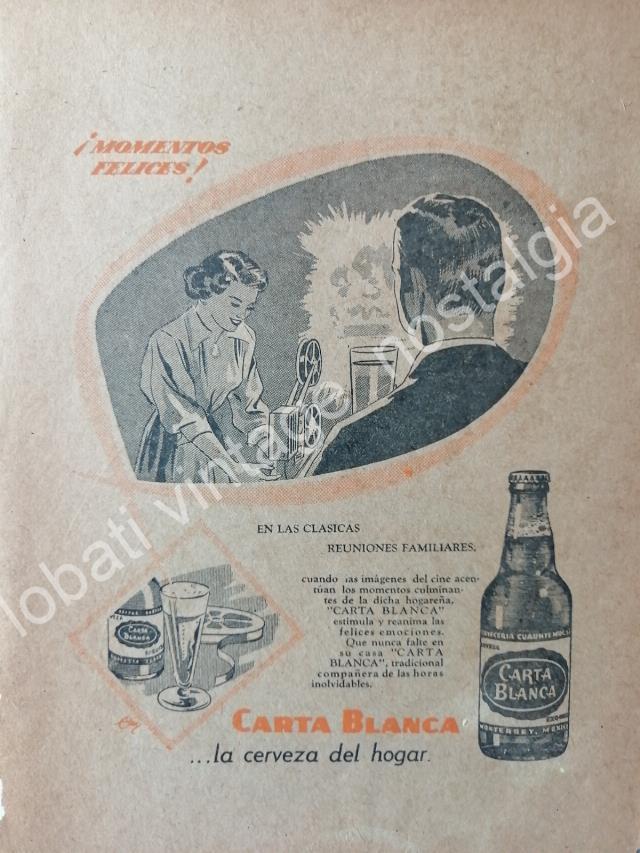 ¡MOMENTOS
FELICES!
lobati vintage nostalgia
EN LAS CLASICAS
REUNIONES FAMILIARES,
cuando las imágenes del cine acen-
túan los momentos culminan-
tes de la dicha hogareña,
"CARTA BLANCA"
estimula y reanima las
felices emociones.
Que nunca falte en
su casa "CARTA
BLANCA", tradicional
compañera de las horas
inolvidables.
CARTA
BLANCA
CERVECERIA CUAUHTEMOC
CARTA
BLANCA
MONTERREY, MEXICO
CARTA BLANCA
...la cerveza del hogar.